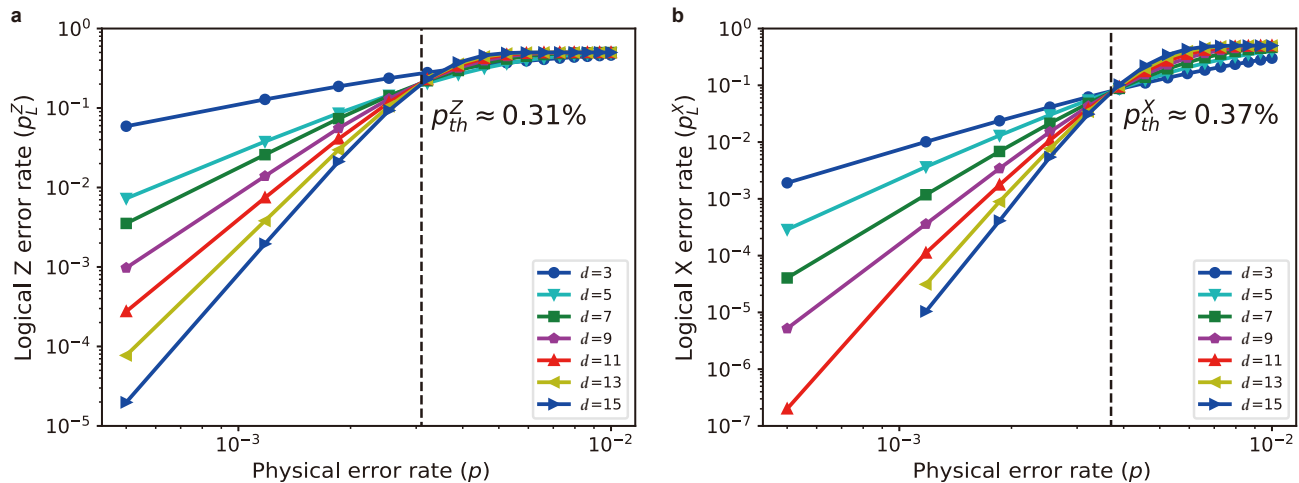 a
10^0
10^-1
10^-2
10^-3
10^-4
10^-5
Logical Z error rate (p_L^Z)
p_th^Z ≈ 0.31%
d=3
d=5
d=7
d=9
d=11
d=13
d=15
10^-3
10^-2
Physical error rate (p)
b
10^0
10^-1
10^-2
10^-3
10^-4
10^-5
10^-6
10^-7
Logical X error rate (p_L^X)
p_th^X ≈ 0.37%
d=3
d=5
d=7
d=9
d=11
d=13
d=15
10^-3
10^-2
Physical error rate (p)